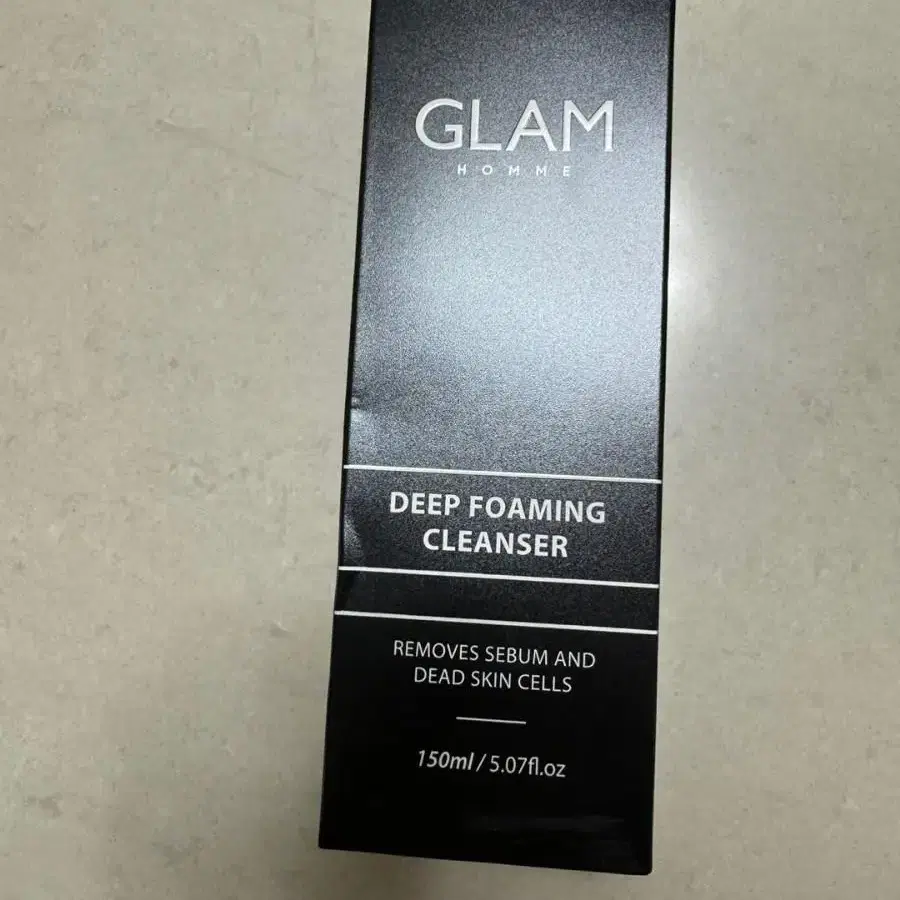 GLAM
HOMME
DEEP FOAMING
CLEANSER
REMOVES SEBUM AND
DEAD SKIN CELLS
150ml / 5.07fl.oz